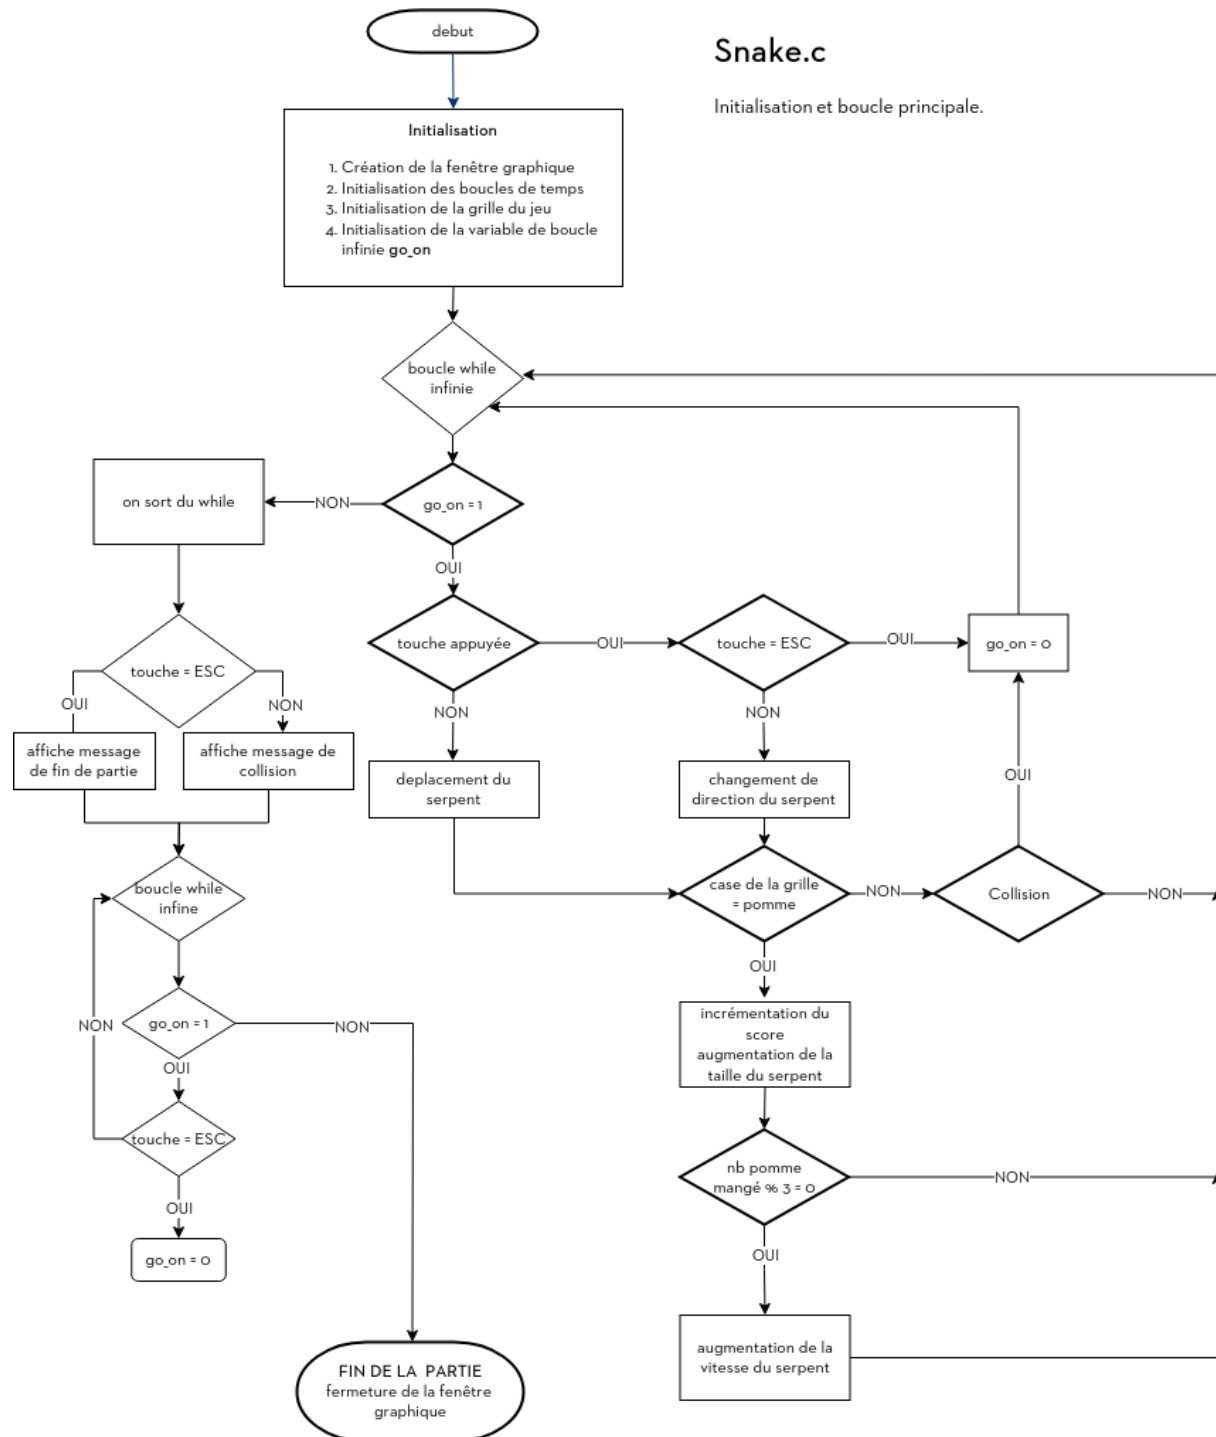 debut
Snake.c
Initialisation et boucle principale.
Initialisation
1. Création de la fenêtre graphique
2. Initialisation des boucles de temps
3. Initialisation de la grille du jeu
4. Initialisation de la variable de boucle
infinie go_on
boucle while
infinie
go_on = 1
NON
on sort du while
OUI
touche appuyée
OUI
touche = ESC
OUI
go_on = 0
touche = ESC
OUI
NON
NON
NON
affiche message
de fin de partie
affiche message de
collision
deplacement du
serpent
changement de
direction du serpent
OUI
boucle while
infine
case de la grille
= pomme
NON
Collision
NON
OUI
go_on = 1
NON
NON
OUI
incrémentation du
score
augmentation de la
taille du serpent
touche = ESC
OUI
nb pomme
mangé % 3 = 0
NON
go_on = 0
OUI
augmentation de la
vitesse du serpent
FIN DE LA PARTIE
fermeture de la fenêtre
graphique